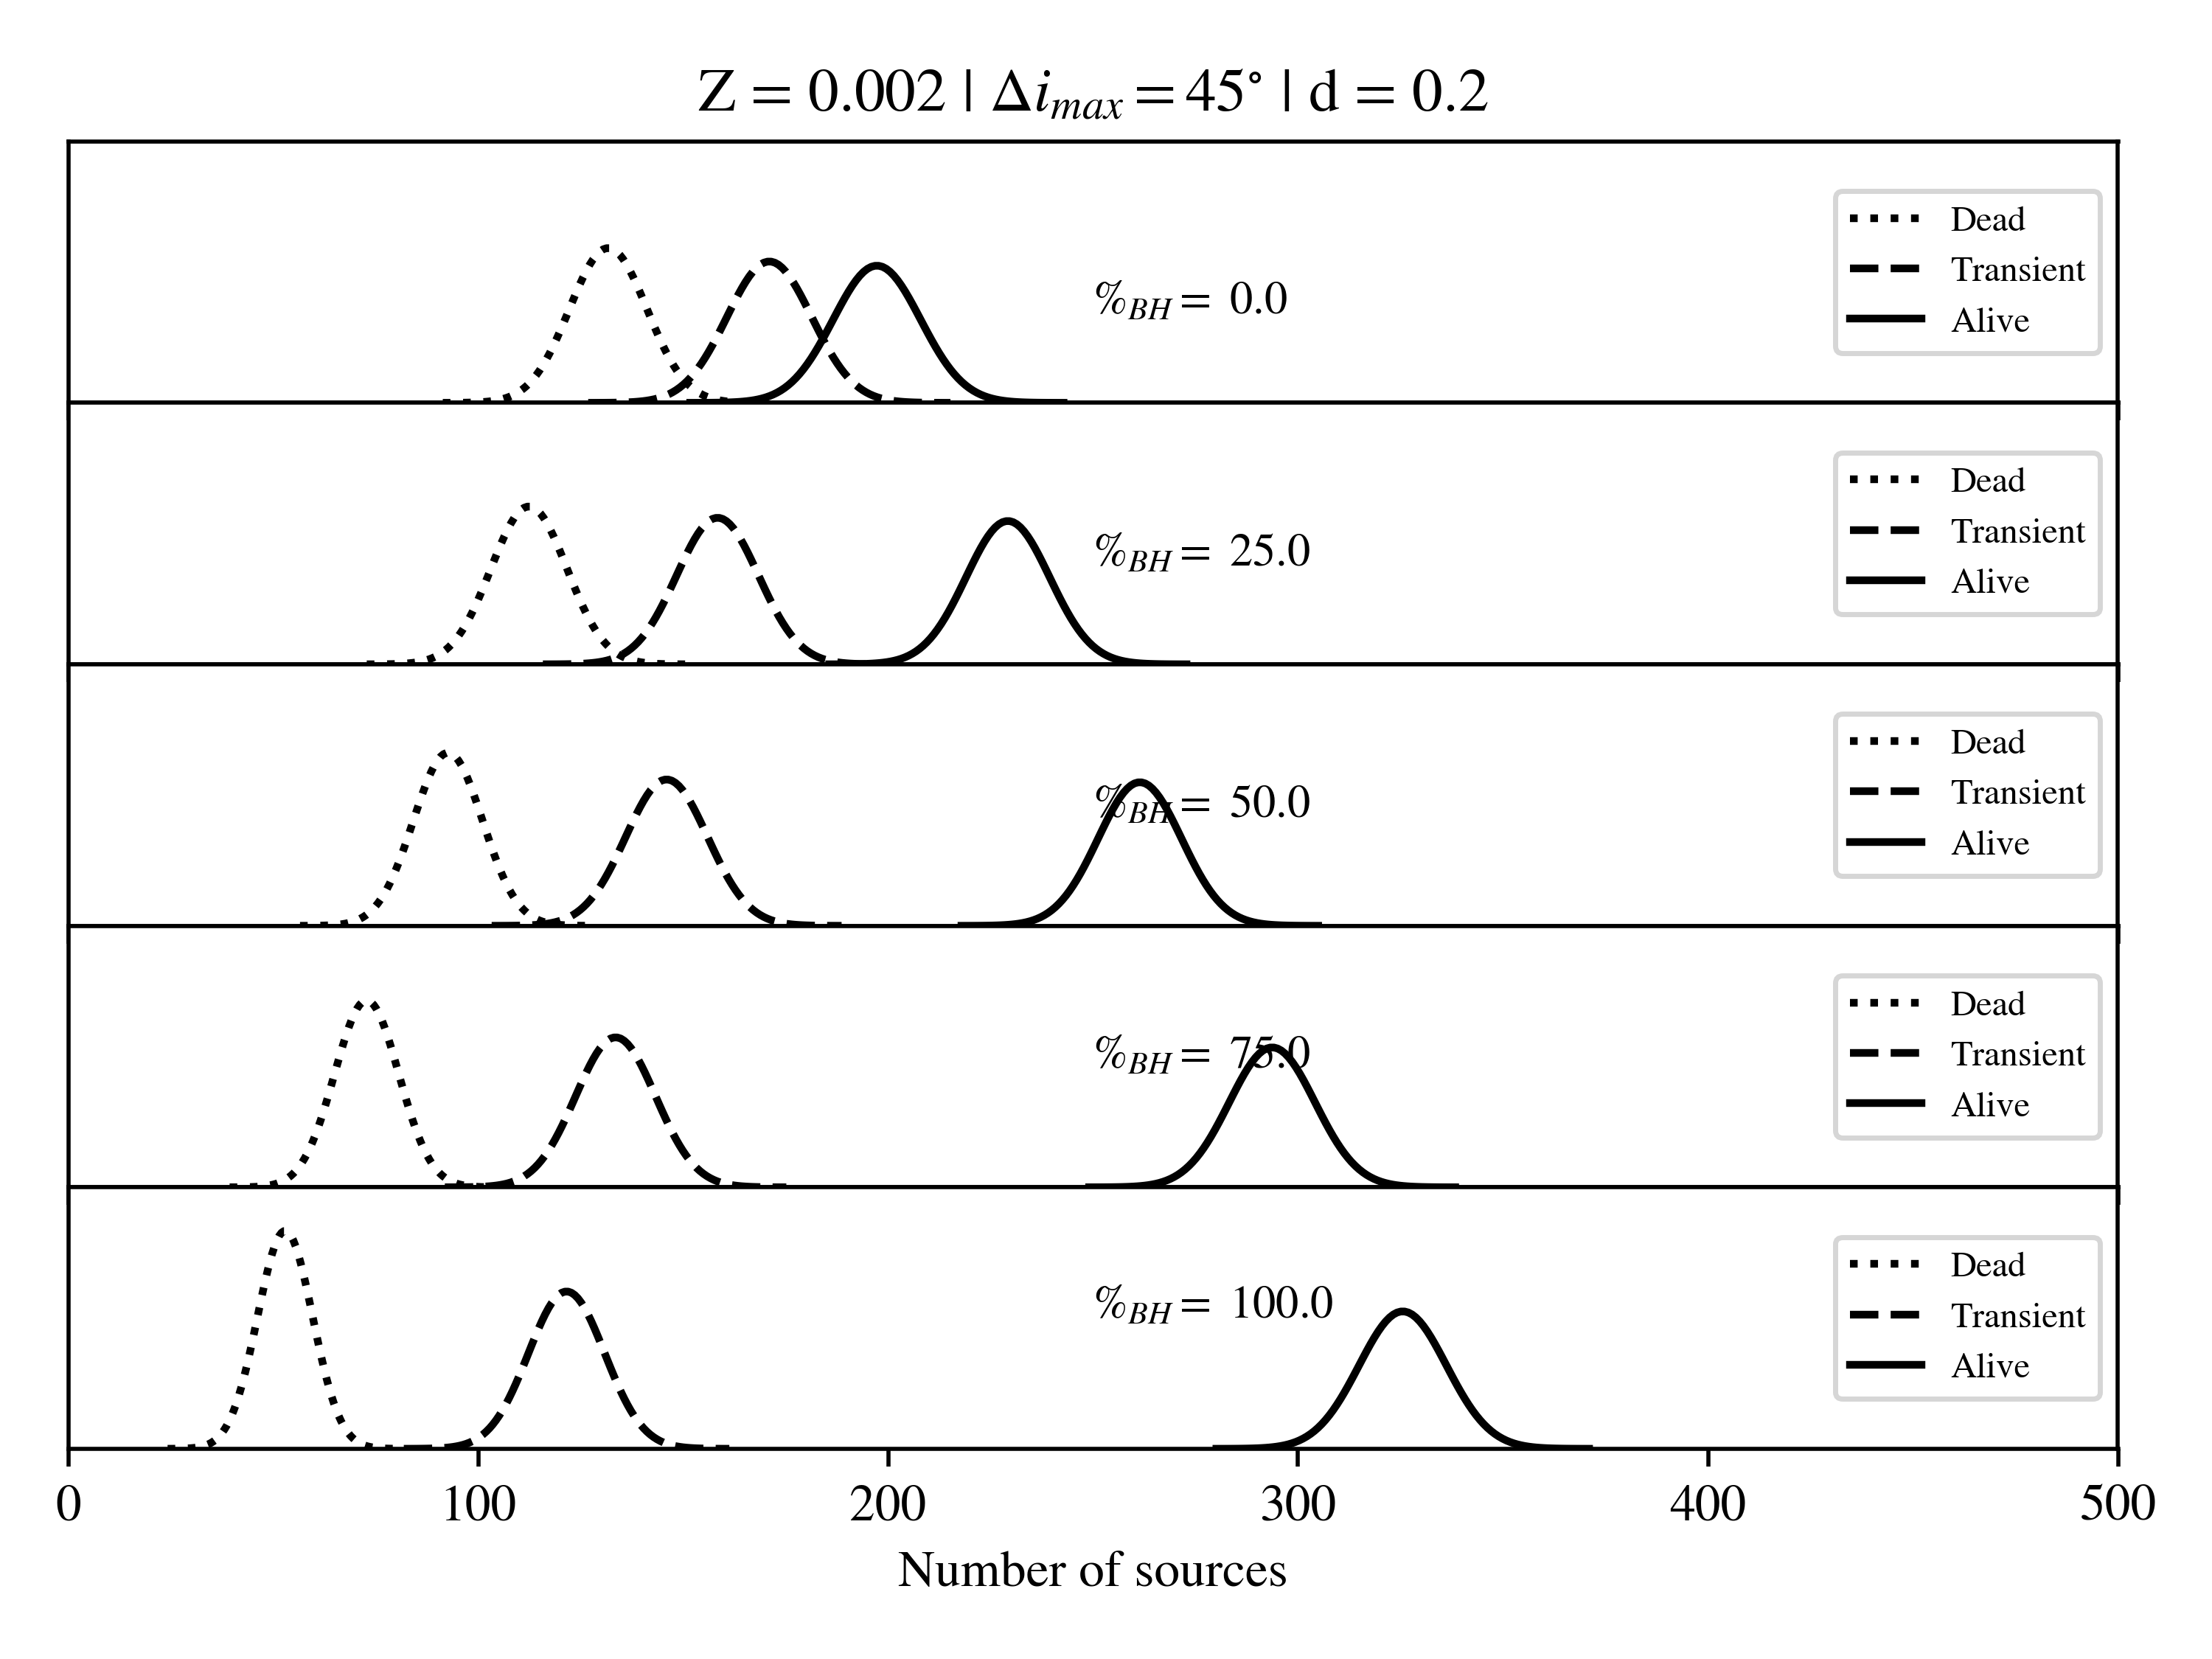 Z = 0.002 | Δi_max = 45° | d = 0.2
Dead
Transient
Alive
%_BH = 0.0
Dead
Transient
Alive
%_BH = 25.0
Dead
Transient
Alive
%_BH = 50.0
Dead
Transient
Alive
%_BH = 75.0
Dead
Transient
Alive
%_BH = 100.0
0 100 200 300 400 500
Number of sources